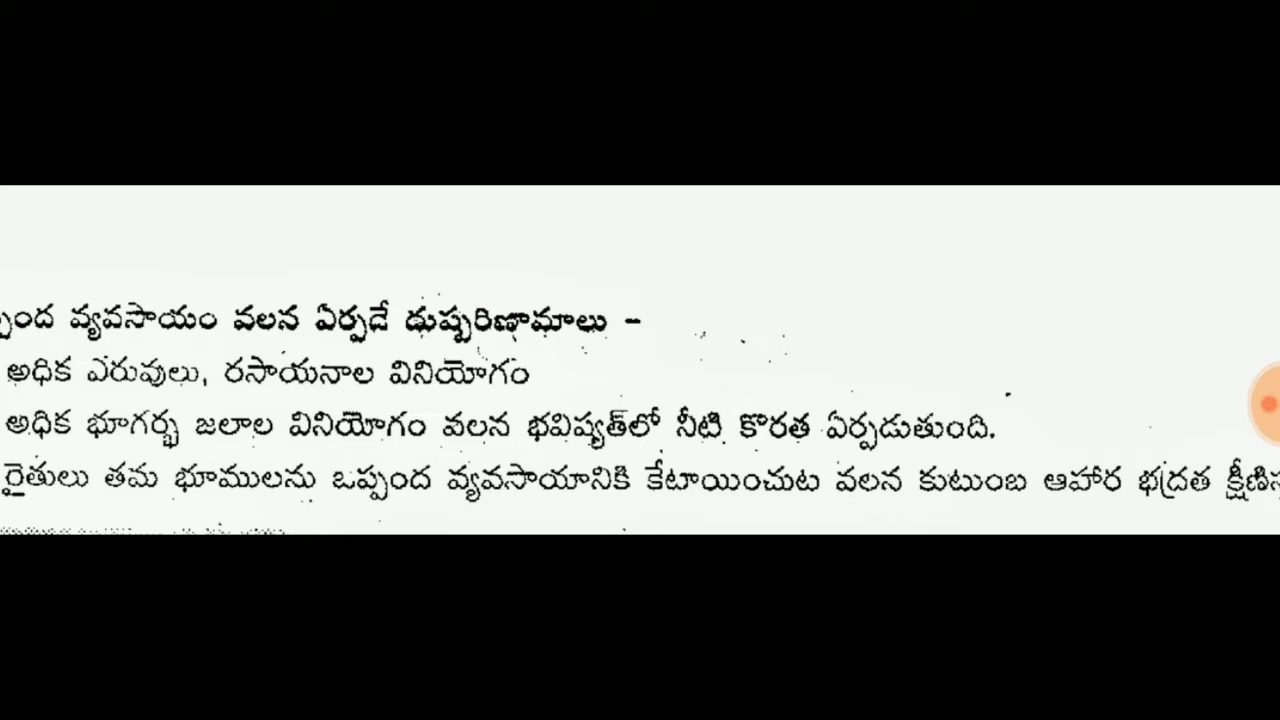 వ్యవసాయం వలన ఏర్పడే దుష్పరిణామాలు -
అధిక ఎరువులు, రసాయనాల వినియోగం
అధిక భూగర్భ జలాల వినియోగం వలన భవిష్యత్‌లో నీటి కొరత ఏర్పడుతుంది.
రైతులు తమ భూములను ఒప్పంద వ్యవసాయానికి కేటాయించుట వలన కుటుంబ ఆహార భద్రత